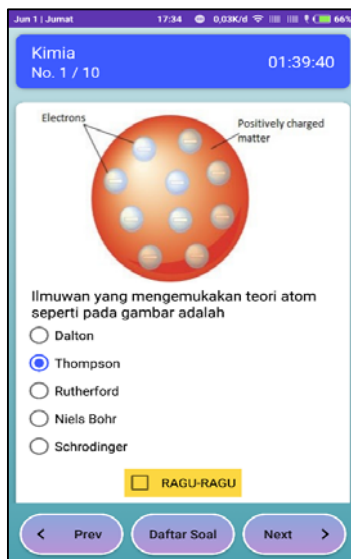 Jun 1 | Jumat 17:34 0,03K/d 66%
Kimia
No. 1 / 10
01:39:40
Electrons
Positively charged
matter
Ilmuwan yang mengemukakan teori atom
seperti pada gambar adalah
Dalton
Thompson
Rutherford
Niels Bohr
Schrodinger
RAGU-RAGU
< Prev
Daftar Soal
Next >